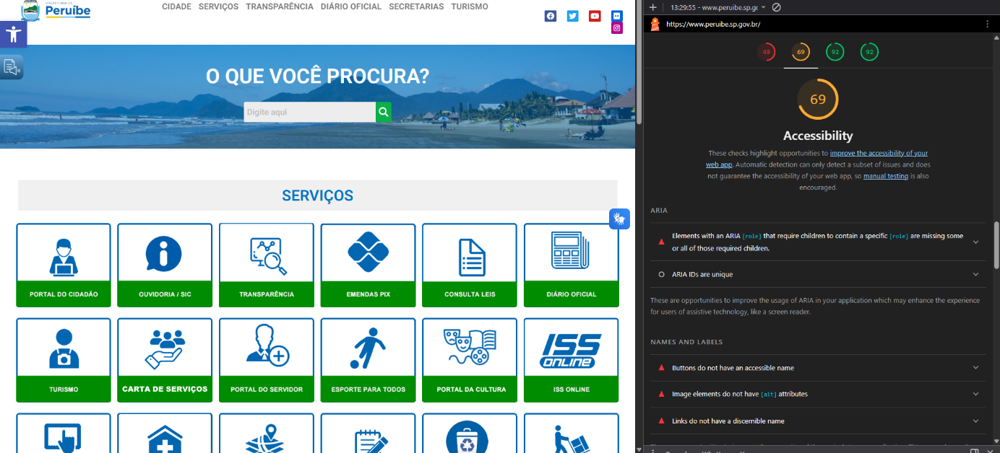 PREFEITURA DE
Peruíbe
CIDADE SERVIÇOS TRANSPARÊNCIA DIÁRIO OFICIAL SECRETARIAS TURISMO
O QUE VOCÊ PROCURA?
Digite aqui
SERVIÇOS
PORTAL DO CIDADÃO
OUVIDORIA / SIC
TRANSPARÊNCIA
EMENDAS PIX
CONSULTA LEIS
DIÁRIO OFICIAL
ISS
ONLINE
TURISMO
CARTA DE SERVIÇOS
PORTAL DO SERVIDOR
ESPORTE PARA TODOS
PORTAL DA CULTURA
ISS ONLINE
13:29:55 - www.peruibe.sp.gc
https://www.peruibe.sp.gov.br/
49 69 92 92
69
Accessibility
These checks highlight opportunities to improve the accessibility of your
web app. Automatic detection can only detect a subset of issues and does
not guarantee the accessibility of your web app, so manual testing is also
encouraged.
ARIA
Elements with an ARIA [role] that require children to contain a specific [role] are missing some
or all of those required children.
ARIA IDs are unique
These are opportunities to improve the usage of ARIA in your application which may enhance the experience
for users of assistive technology, like a screen reader.
NAMES AND LABELS
Buttons do not have an accessible name
Image elements do not have [alt] attributes
Links do not have a discernible name